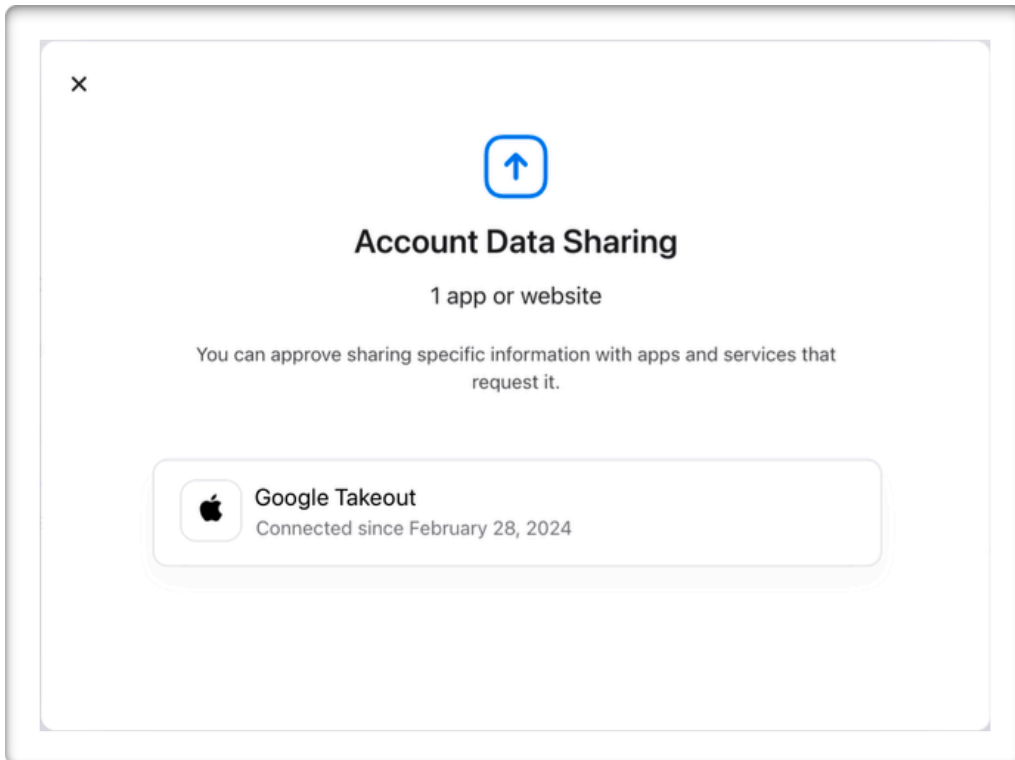 Account Data Sharing
1 app or website
You can approve sharing specific information with apps and services that
request it.
Google Takeout
Connected since February 28, 2024